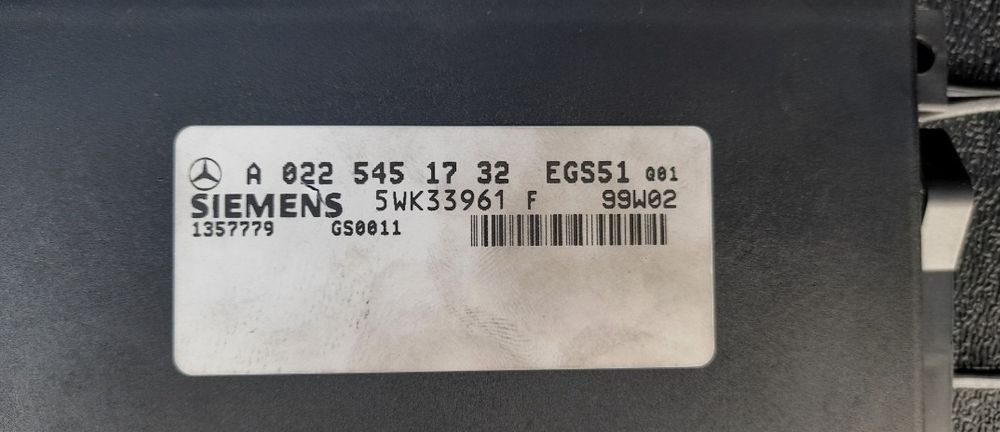 A 022 545 17 32 EGS51 Q01
SIEMENS 5WK33961 F 99W02
1357779 GS0011